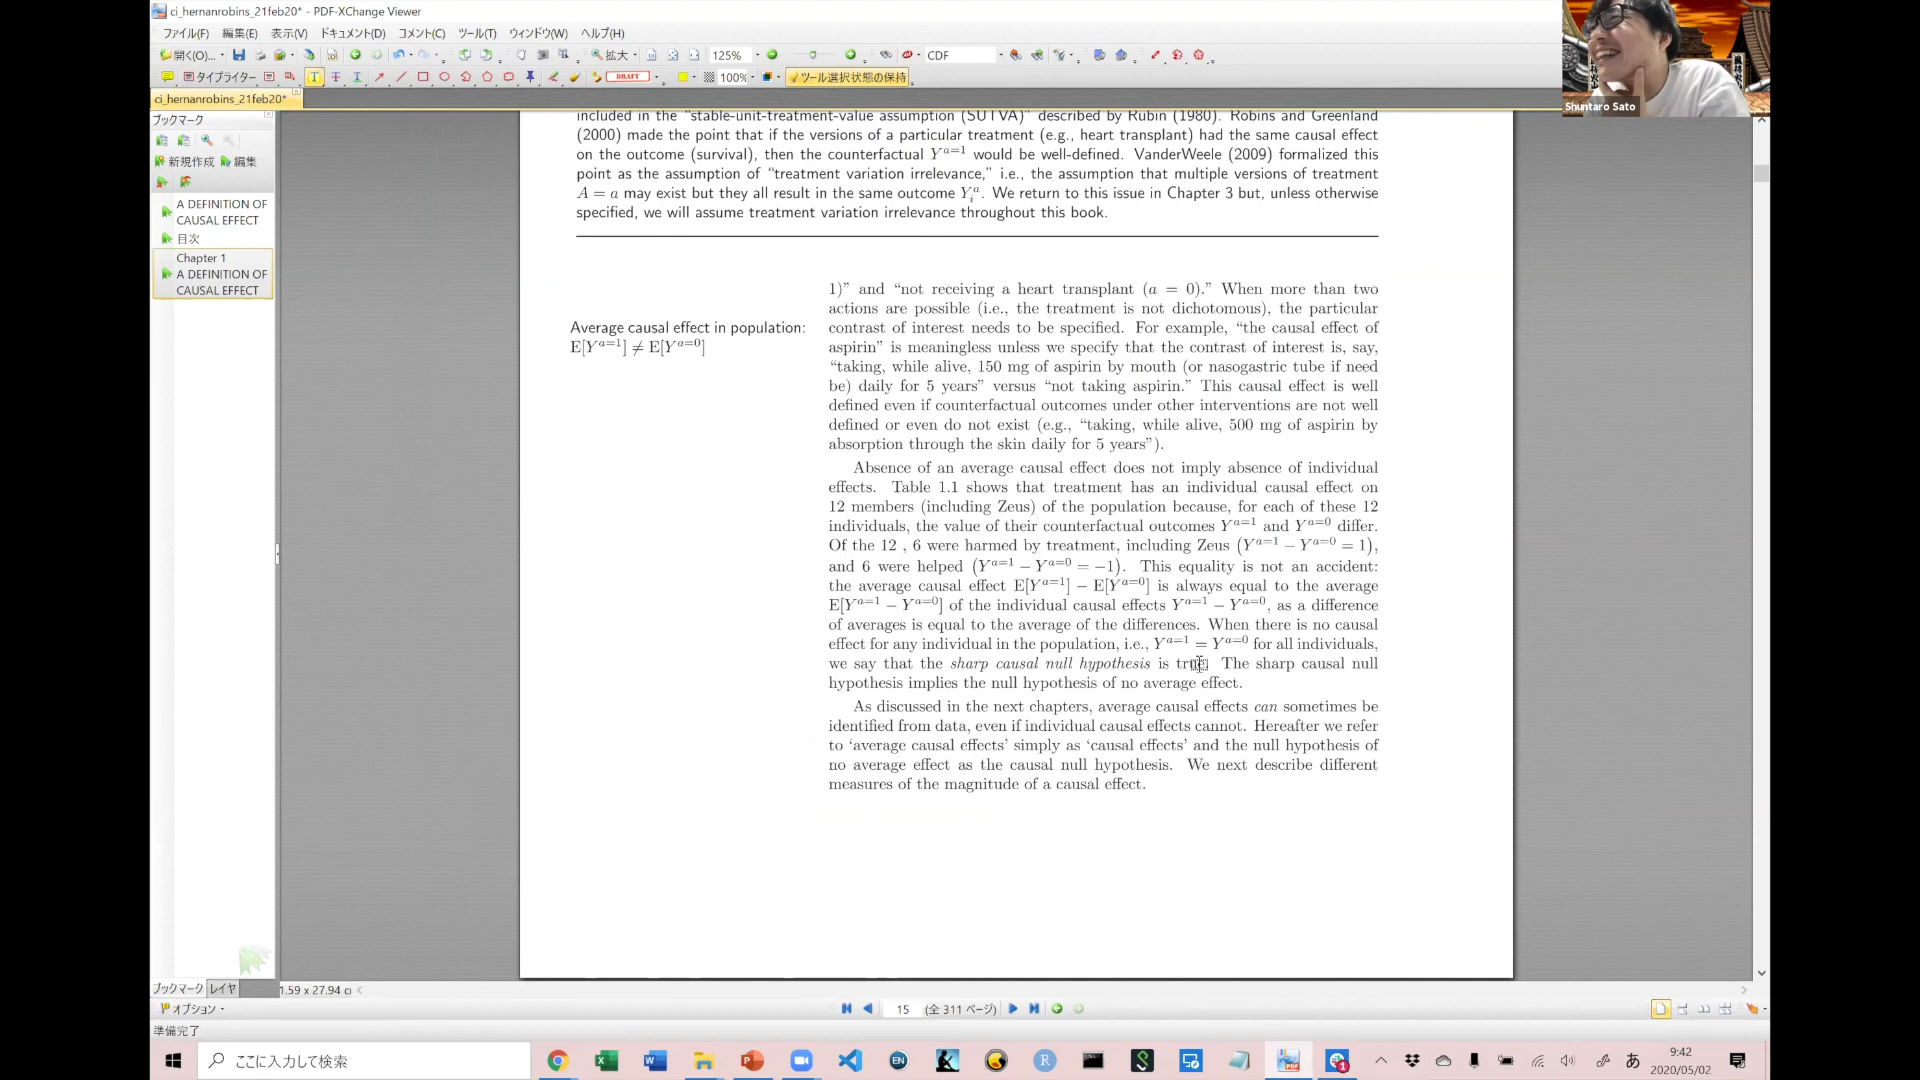 ci_hernanrobins_21feb20* - PDF-XChange Viewer
ファイル(F) 編集(E) 表示(V) ドキュメント(D) コメント(C) ツール(T) ウィンドウ(W) ヘルプ(H)
開く(O)... 拡大 125% CDF
タイプライター DRAFT 100% ツール選択状態の保持
Shuntaro Sato
ci_hernanrobins_21feb20*
ブックマーク
新規作成 編集
A DEFINITION OF
CAUSAL EFFECT
目次
Chapter 1
A DEFINITION OF
CAUSAL EFFECT
included in the “stable-unit-treatment-value assumption (SUTVA)” described by Rubin (1980). Robins and Greenland
(2000) made the point that if the versions of a particular treatment (e.g., heart transplant) had the same causal effect
on the outcome (survival), then the counterfactual Y^{a=1} would be well-defined. VanderWeele (2009) formalized this
point as the assumption of “treatment variation irrelevance,” i.e., the assumption that multiple versions of treatment
A = a may exist but they all result in the same outcome Y_i^a. We return to this issue in Chapter 3 but, unless otherwise
specified, we will assume treatment variation irrelevance throughout this book.
Average causal effect in population:
E[Y^{a=1}] ≠ E[Y^{a=0}]
1)” and “not receiving a heart transplant (a = 0).” When more than two
actions are possible (i.e., the treatment is not dichotomous), the particular
contrast of interest needs to be specified. For example, “the causal effect of
aspirin” is meaningless unless we specify that the contrast of interest is, say,
“taking, while alive, 150 mg of aspirin by mouth (or nasogastric tube if need
be) daily for 5 years” versus “not taking aspirin.” This causal effect is well
defined even if counterfactual outcomes under other interventions are not well
defined or even do not exist (e.g., “taking, while alive, 500 mg of aspirin by
absorption through the skin daily for 5 years”).
Absence of an average causal effect does not imply absence of individual
effects. Table 1.1 shows that treatment has an individual causal effect on
12 members (including Zeus) of the population because, for each of these 12
individuals, the value of their counterfactual outcomes Y^{a=1} and Y^{a=0} differ.
Of the 12 , 6 were harmed by treatment, including Zeus (Y^{a=1} − Y^{a=0} = 1),
and 6 were helped (Y^{a=1} − Y^{a=0} = −1). This equality is not an accident:
the average causal effect E[Y^{a=1}] − E[Y^{a=0}] is always equal to the average
E[Y^{a=1} − Y^{a=0}] of the individual causal effects Y^{a=1} − Y^{a=0}, as a difference
of averages is equal to the average of the differences. When there is no causal
effect for any individual in the population, i.e., Y^{a=1} = Y^{a=0} for all individuals,
we say that the sharp causal null hypothesis is true. The sharp causal null
hypothesis implies the null hypothesis of no average effect.
As discussed in the next chapters, average causal effects can sometimes be
identified from data, even if individual causal effects cannot. Hereafter we refer
to ‘average causal effects’ simply as ‘causal effects’ and the null hypothesis of
no average effect as the causal null hypothesis. We next describe different
measures of the magnitude of a causal effect.
ブックマーク レイヤ
1.59 x 27.94 c
オプション
15 (全 311 ページ)
準備完了
ここに入力して検索
あ
9:42
2020/05/02